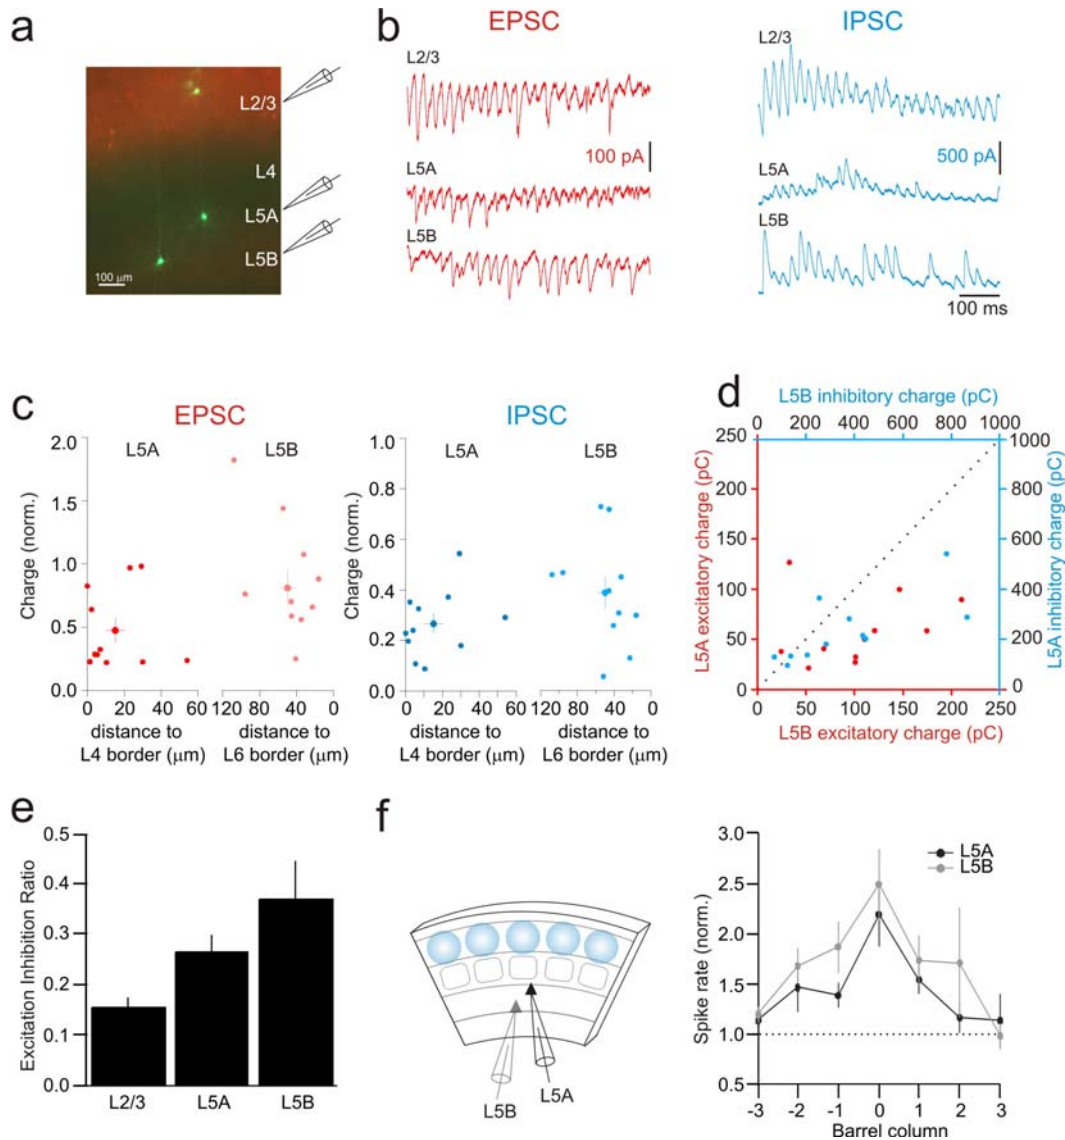 a
L2/3
L4
L5A
L5B
100 μm
b
EPSC
IPSC
L2/3
L5A
L5B
100 pA
L2/3
L5A
L5B
500 pA
100 ms
c
EPSC
IPSC
L5A
L5B
Charge (norm.)
2.0
1.5
1.0
0.5
0.0
0 20 40 60
120 80 40 0
distance to
L4 border (μm)
distance to
L6 border (μm)
L5A
L5B
Charge (norm.)
1.0
0.8
0.6
0.4
0.2
0.0
0 20 40 60
120 80 40 0
distance to
L4 border (μm)
distance to
L6 border (μm)
d
L5B inhibitory charge (pC)
0 200 400 600 800 1000
L5A excitatory charge (pC)
250
200
150
100
50
0
1000
800
600
400
200
0
L5A inhibitory charge (pC)
0 50 100 150 200 250
L5B excitatory charge (pC)
e
Excitation Inhibition Ratio
0.5
0.4
0.3
0.2
0.1
0.0
L2/3 L5A L5B
f
L5B
L5A
Spike rate (norm.)
3.0
2.5
2.0
1.5
1.0
0.5
L5A
L5B
-3 -2 -1 0 1 2 3
Barrel column